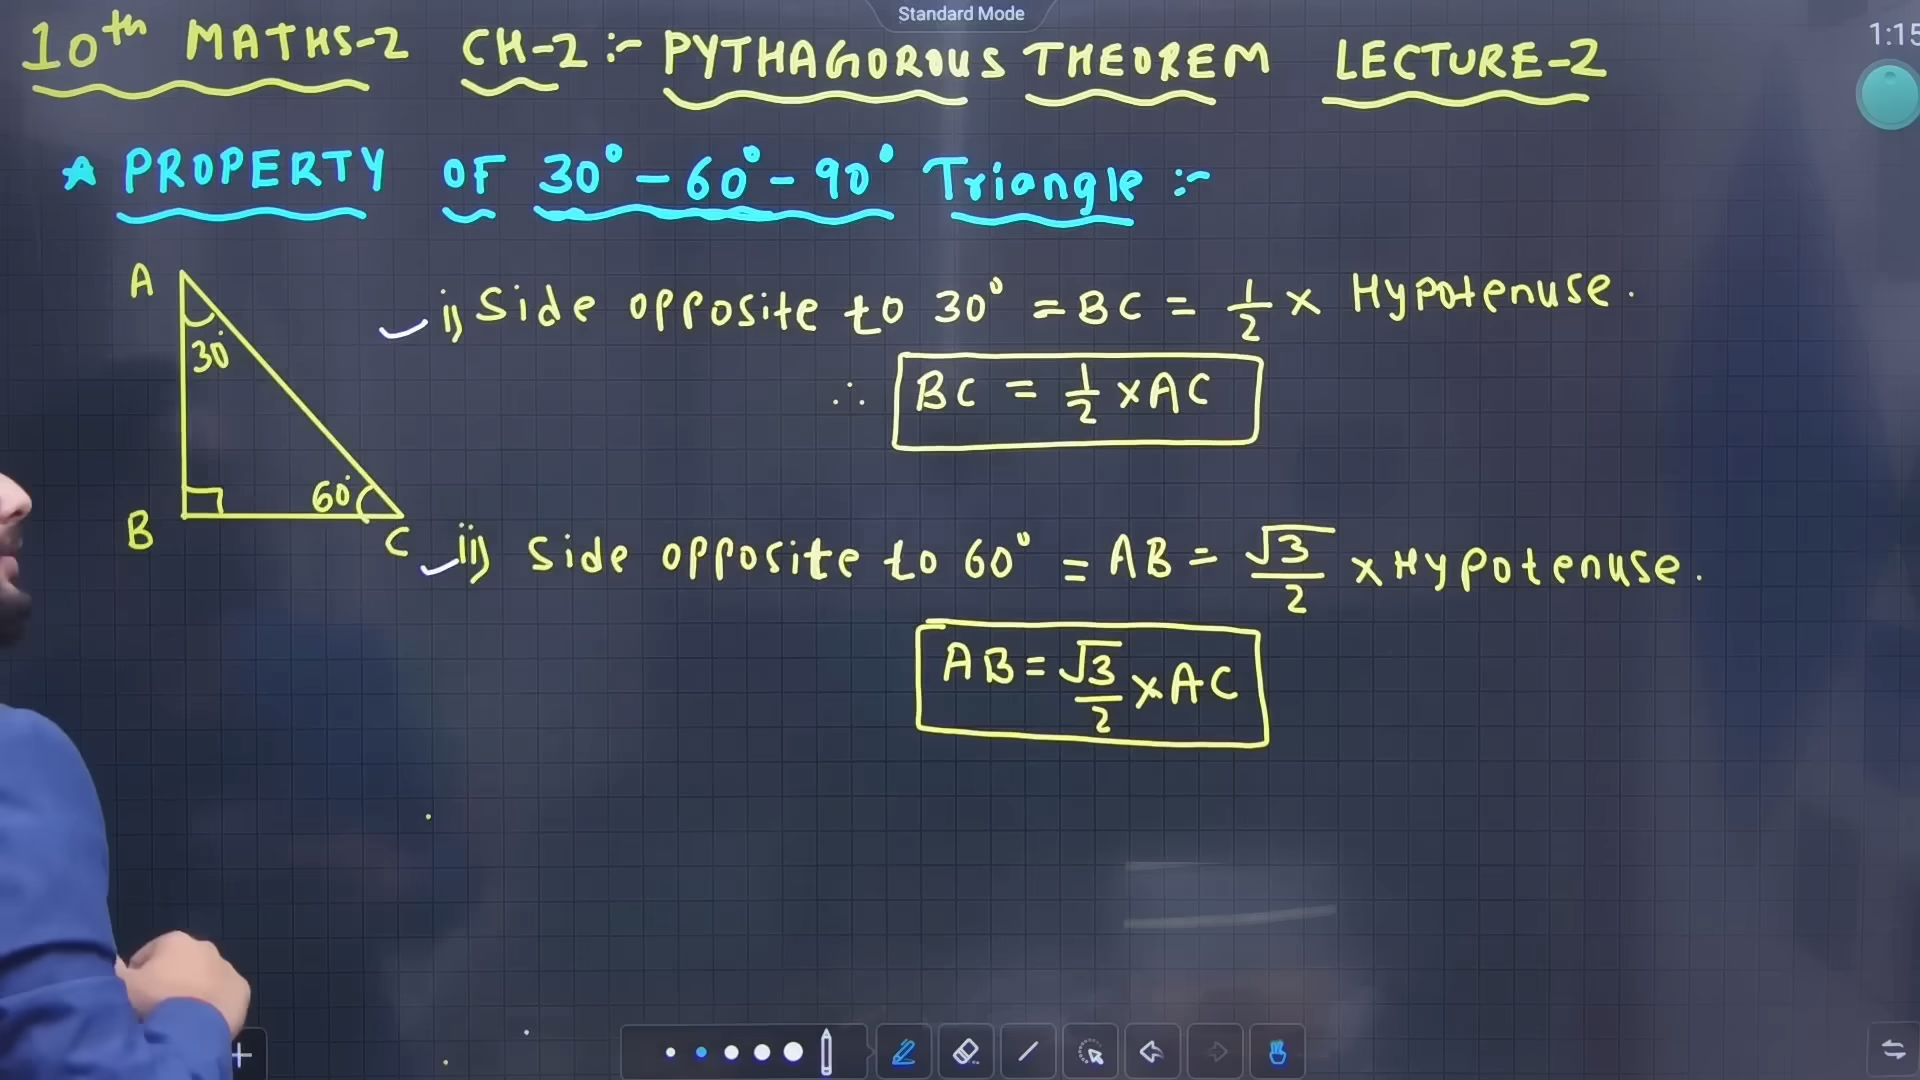 Standard Mode
1:15
10th MATHS-2 CH-2 :- PYTHAGOROUS THEOREM LECTURE-2
☆ PROPERTY OF 30° - 60° - 90° Triangle :-
A
30°
B
60°
C
i) Side opposite to 30° = BC = 1/2 × Hypotenuse.
∴ BC = 1/2 × AC
ii) Side opposite to 60° = AB = √3/2 × Hypotenuse.
AB = √3/2 × AC